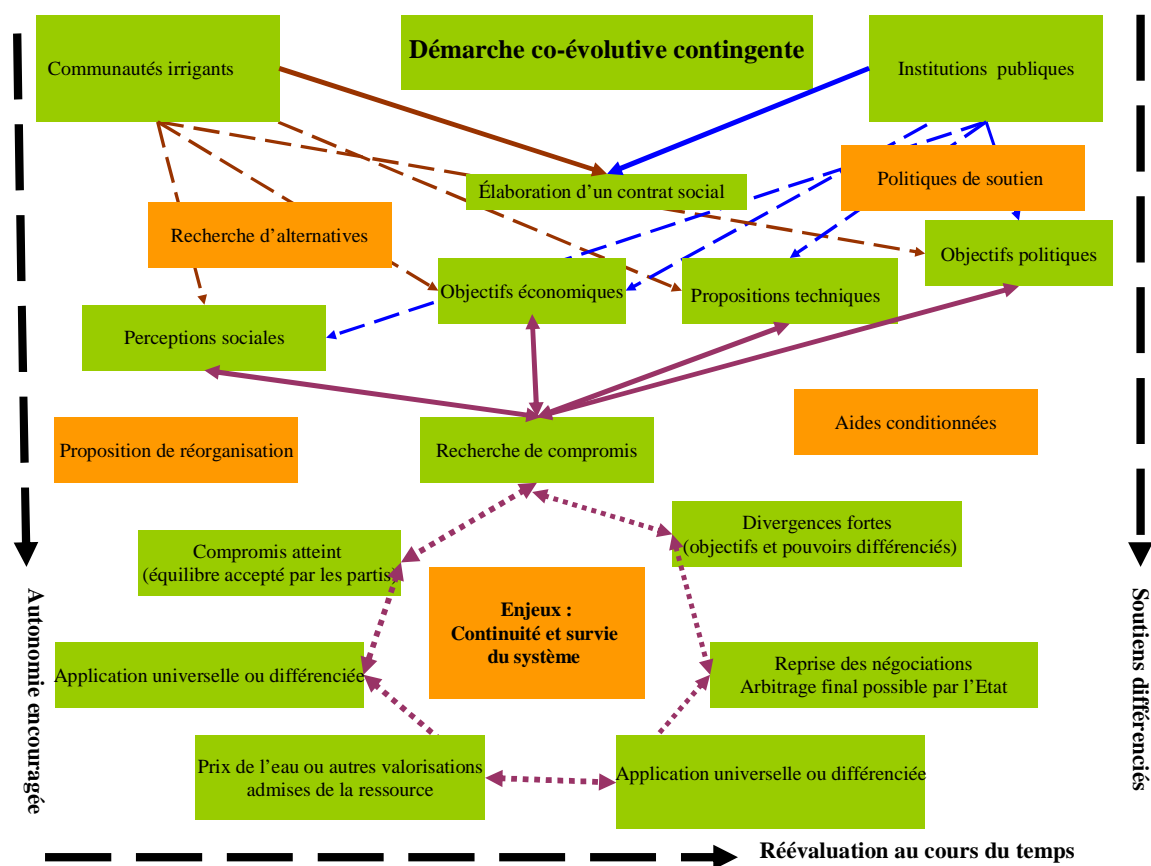 Démarche co-évolutive contingente
Communautés irrigants
Institutions publiques
Élaboration d'un contrat social
Politiques de soutien
Recherche d'alternatives
Objectifs politiques
Objectifs économiques
Propositions techniques
Perceptions sociales
Proposition de réorganisation
Recherche de compromis
Aides conditionnées
Compromis atteint
(équilibre accepté par les partis)
Divergences fortes
(objectifs et pouvoirs différenciés)
Enjeux :
Continuité et survie
du système
Application universelle ou différenciée
Reprise des négociations
Arbitrage final possible par l'Etat
Prix de l'eau ou autres valorisations
admises de la ressource
Application universelle ou différenciée
Autonomie encouragée
Soutiens différenciés
Réévaluation au cours du temps